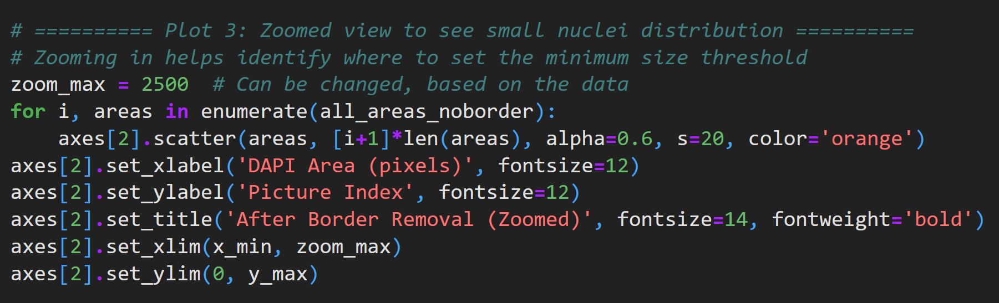 # ========== Plot 3: Zoomed view to see small nuclei distribution ==========
# Zooming in helps identify where to set the minimum size threshold
zoom_max = 2500  # Can be changed, based on the data
for i, areas in enumerate(all_areas_noborder):
    axes[2].scatter(areas, [i+1]*len(areas), alpha=0.6, s=20, color='orange')
axes[2].set_xlabel('DAPI Area (pixels)', fontsize=12)
axes[2].set_ylabel('Picture Index', fontsize=12)
axes[2].set_title('After Border Removal (Zoomed)', fontsize=14, fontweight='bold')
axes[2].set_xlim(x_min, zoom_max)
axes[2].set_ylim(0, y_max)